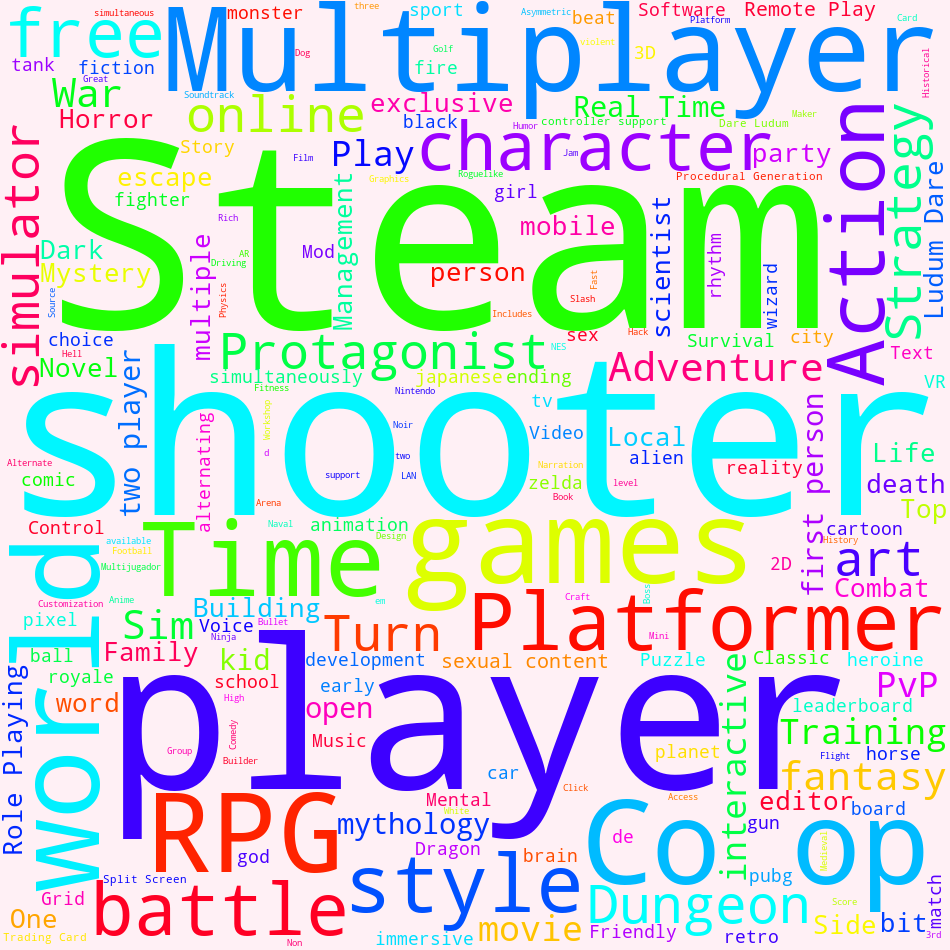 simultaneous
three
free
Multiplayer
monster
sport
Asymmetric
beat
Software
Remote Play
Platform
Card
tank
fiction
Great
Dog
Golf
fire
violent
3D
Historical
War
Soundtrack
online
exclusive
Real Time
Maker
Horror
black
Humor
controller support
Dare Ludum
simulator
Story
Film
Play
character
Jam
party
Action
Strategy
escape
Roguelike
Graphics
Procedural Generation
Ludum Dare
fighter
Rich
Steam
Management
girl
mobile
scientist
rhythm
Dark
multiple
AR
Driving
Mod
Mystery
person
Fast
wizard
Source
Physics
Slash
Includes
choice
Hell
Protagonist
NES
sex
Hack
Survival
city
Text
Novel
two player
simultaneously
Fitness
japanese
ending
Adventure
VR
shooter
Nintendo
Workshop
alternating
Noir
tv
Video
Local
first person
Life
Alternate
d
two
alien
comic
support
LAN
Narration
zelda
level
reality
death
Arena
Book
Top
Control
Naval
animation
Design
games
cartoon
History
available
Football
Time
art
Multijugador
2D
Customization
Anime
em
Boss
Combat
pixel
Building
Craft
Platformer
World
Sim
Voice
Bullet
Ninja
Turn
Mini
ball
Family
kid
development
sexual content
Puzzle
Classic
heroine
royale
school
early
player
interactive
PvP
Role Playing
word
High
open
leaderboard
Comedy
Music
Training
Group
Builder
planet
Flight
horse
car
Click
Access
fantasy
RPG
Mental
White
Co op
editor
board
mythology
de
gun
god
Dragon
brain
Medieval
Split Screen
pubg
match
Grid
battle
style
Dungeon
Score
One
movie
Side
bit
Trading Card
Non
immersive
Friendly
retro
3rd